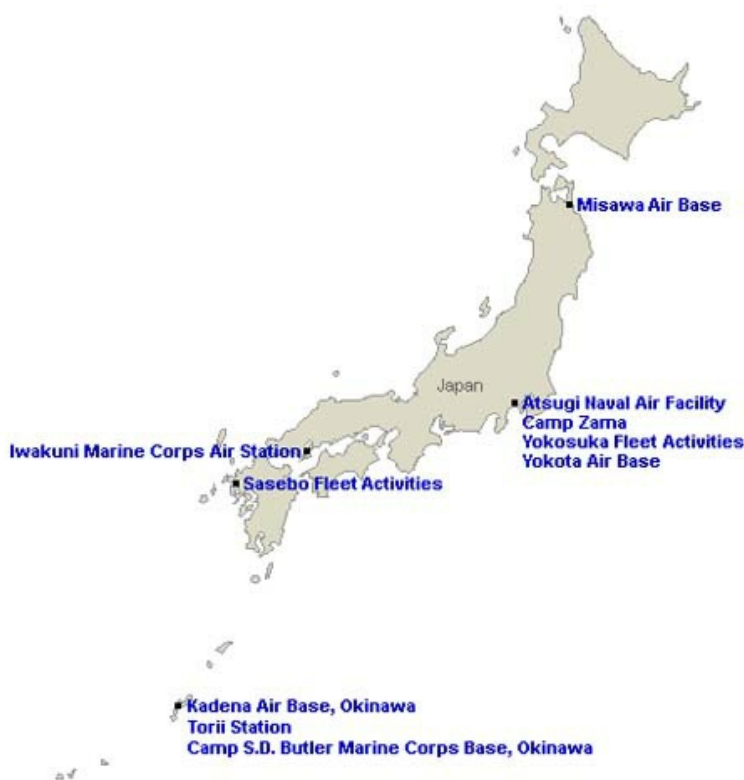 Misawa Air Base
Japan
Atsugi Naval Air Facility
Camp Zama
Yokosuka Fleet Activities
Yokota Air Base
Iwakuni Marine Corps Air Station
Sasebo Fleet Activities
Kadena Air Base, Okinawa
Torii Station
Camp S.D. Butler Marine Corps Base, Okinawa